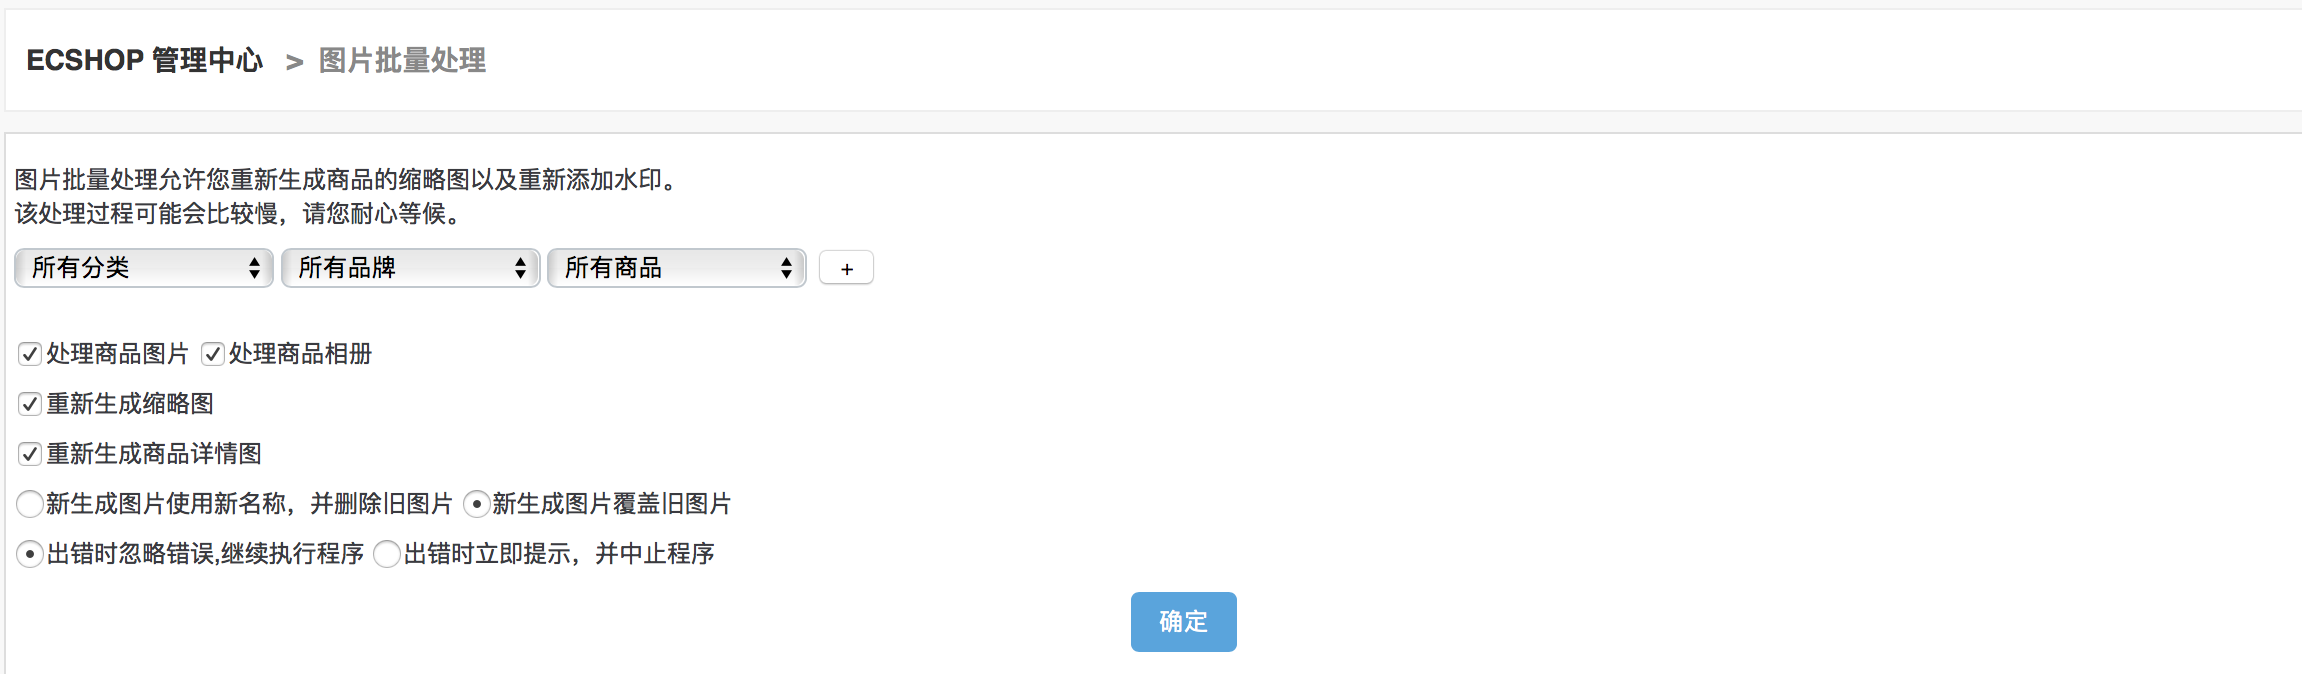 ECSHOP 管理中心 > 图片批量处理
图片批量处理允许您重新生成商品的缩略图以及重新添加水印。
该处理过程可能会比较慢，请您耐心等候。
所有分类 所有品牌 所有商品 +
处理商品图片 处理商品相册
重新生成缩略图
重新生成商品详情图
新生成图片使用新名称，并删除旧图片 新生成图片覆盖旧图片
出错时忽略错误,继续执行程序 出错时立即提示，并中止程序
确定